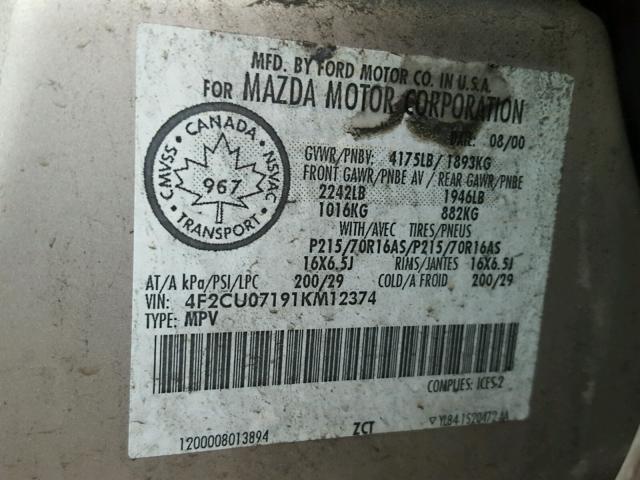 MFD. BY FORD MOTOR CO. IN U.S.A.
FOR MAZDA MOTOR CORPORATION
DATE: 08/00
CANADA
CMVSS
NSVAC
967
TRANSPORT
GVWR/PNBV: 4175LB/ 1893KG
FRONT GAWR/PNBE AV / REAR GAWR/PNBE
2242LB 1946LB
1016KG 882KG
WITH/AVEC TIRES/PNEUS
P215/70R16AS/P215/70R16AS
16X6.5J RIMS/JANTES 16X6.5J
AT/A kPa/PSI/LPC 200/29 COLD/A FROID 200/29
VIN: 4F2CU07191KM12374
TYPE: MPV
COMPLIES: ICES-2
1200008013894 ZCT ▽ YL84 1520472 AA